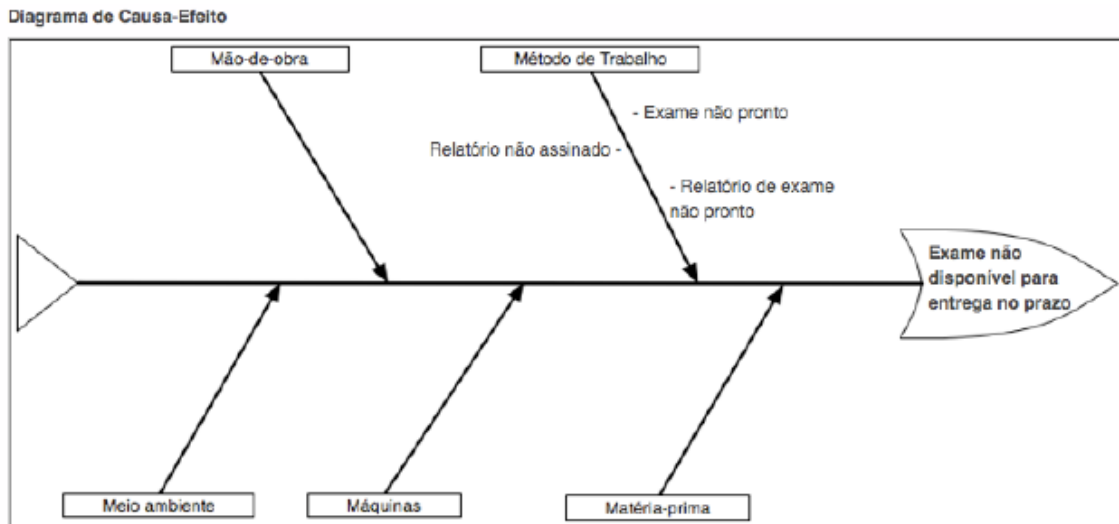 Diagrama de Causa-Efeito
Mão-de-obra
Método de Trabalho
- Exame não pronto
Relatório não assinado -
- Relatório de exame
não pronto
Exame não
disponível para
entrega no prazo
Meio ambiente
Máquinas
Matéria-prima